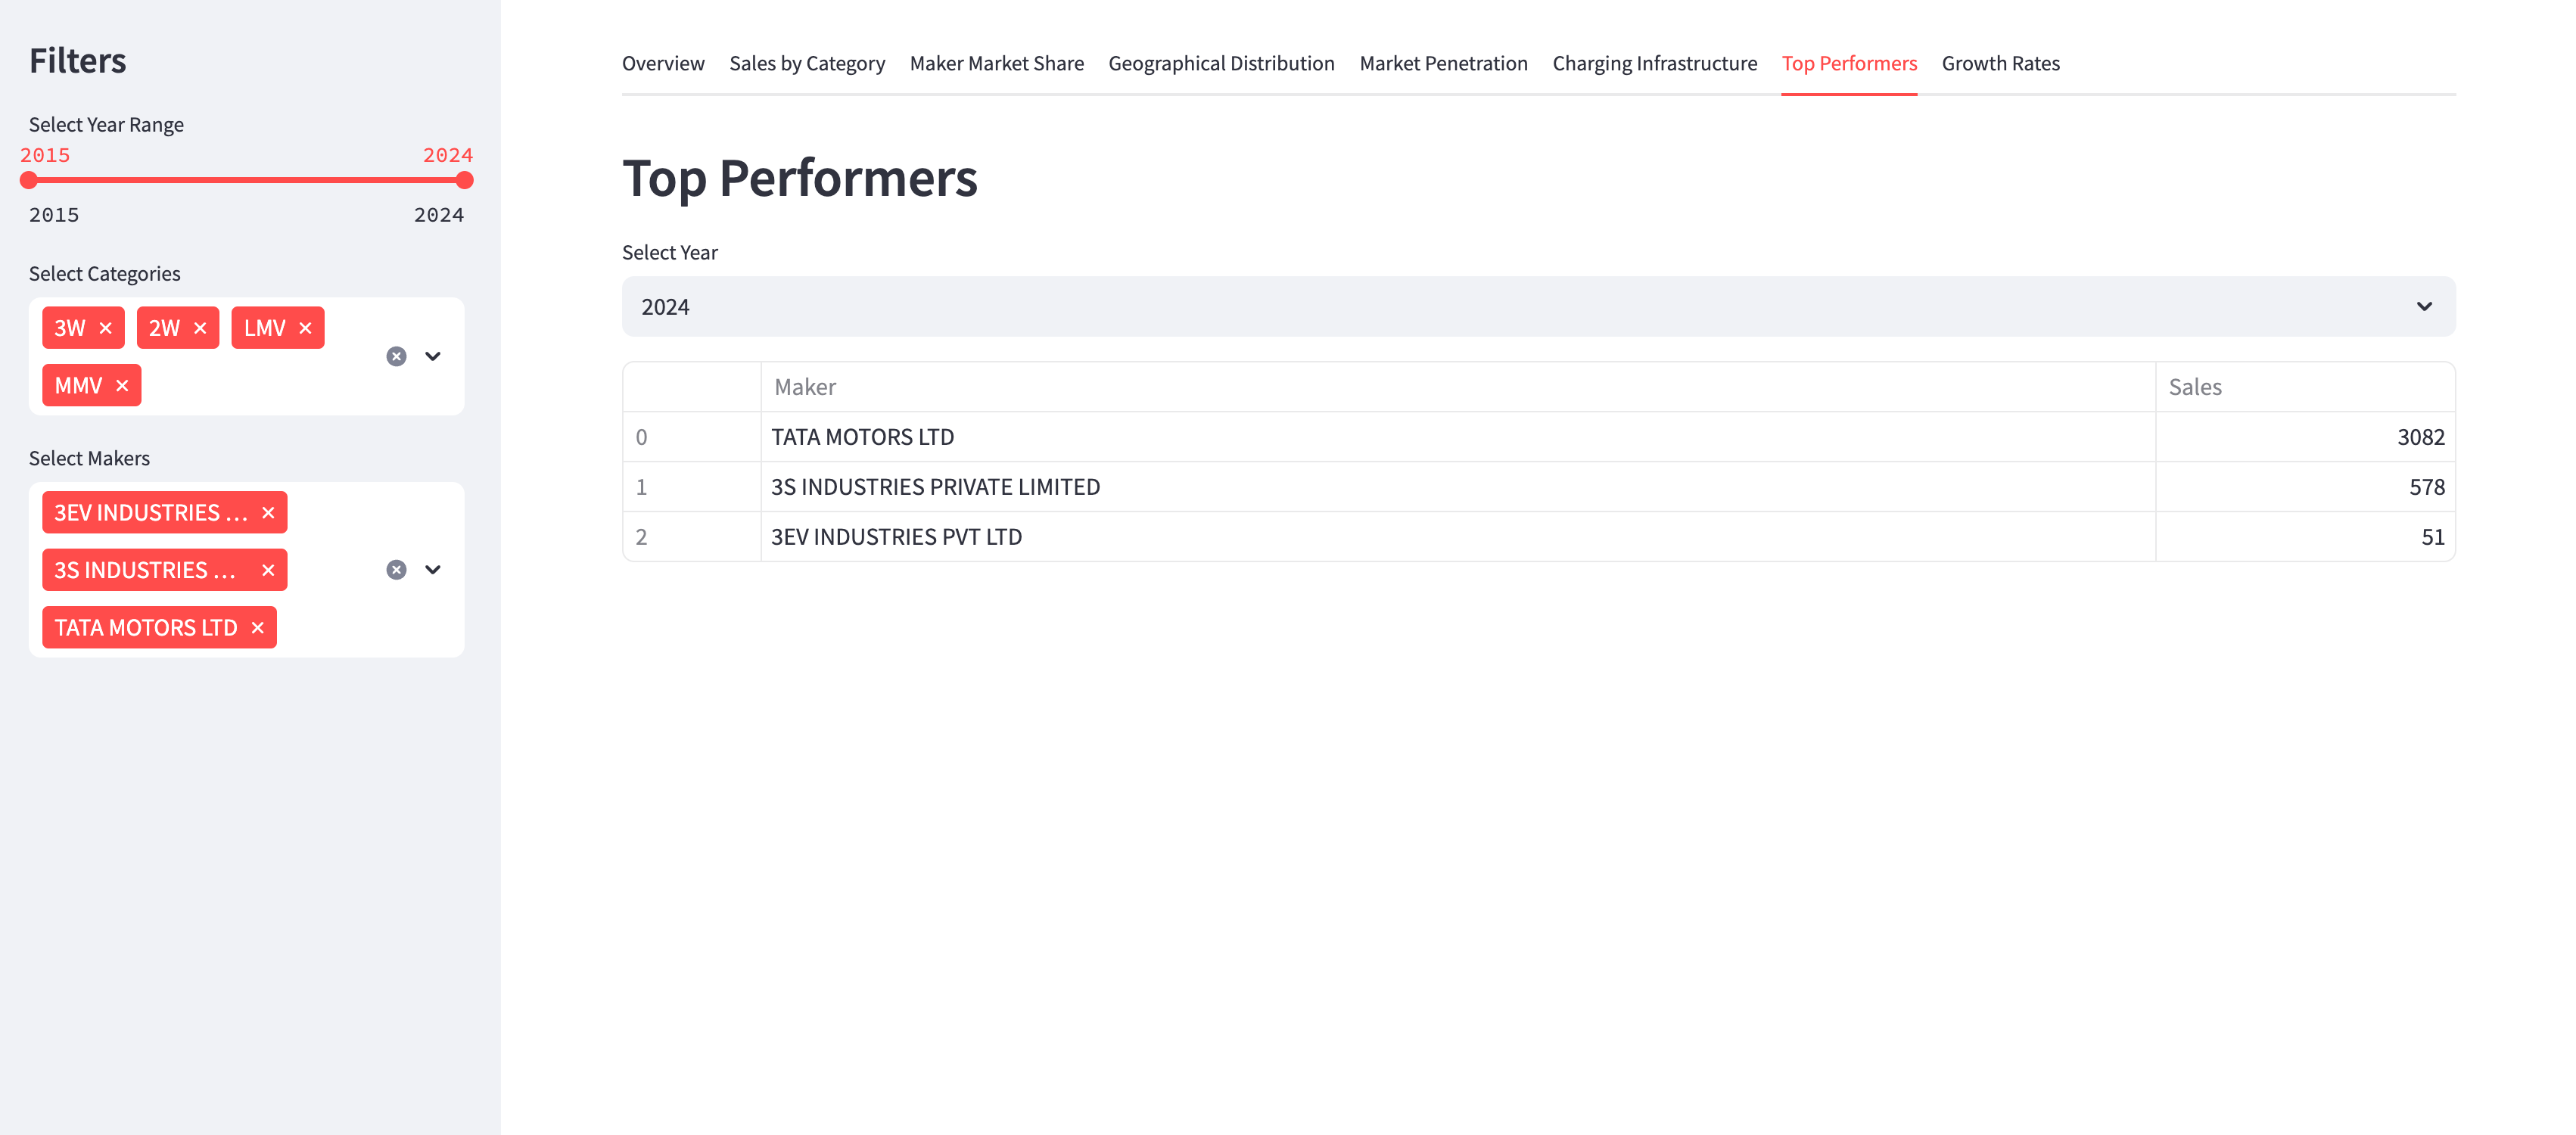 Filters
Select Year Range
2015 2024
2015 2024
Select Categories
3W × 2W × LMV ×
MMV ×
Select Makers
3EV INDUSTRIES ... ×
3S INDUSTRIES ... ×
TATA MOTORS LTD ×
Overview Sales by Category Maker Market Share Geographical Distribution Market Penetration Charging Infrastructure Top Performers Growth Rates
Top Performers
Select Year
2024
Maker Sales
0 TATA MOTORS LTD 3082
1 3S INDUSTRIES PRIVATE LIMITED 578
2 3EV INDUSTRIES PVT LTD 51